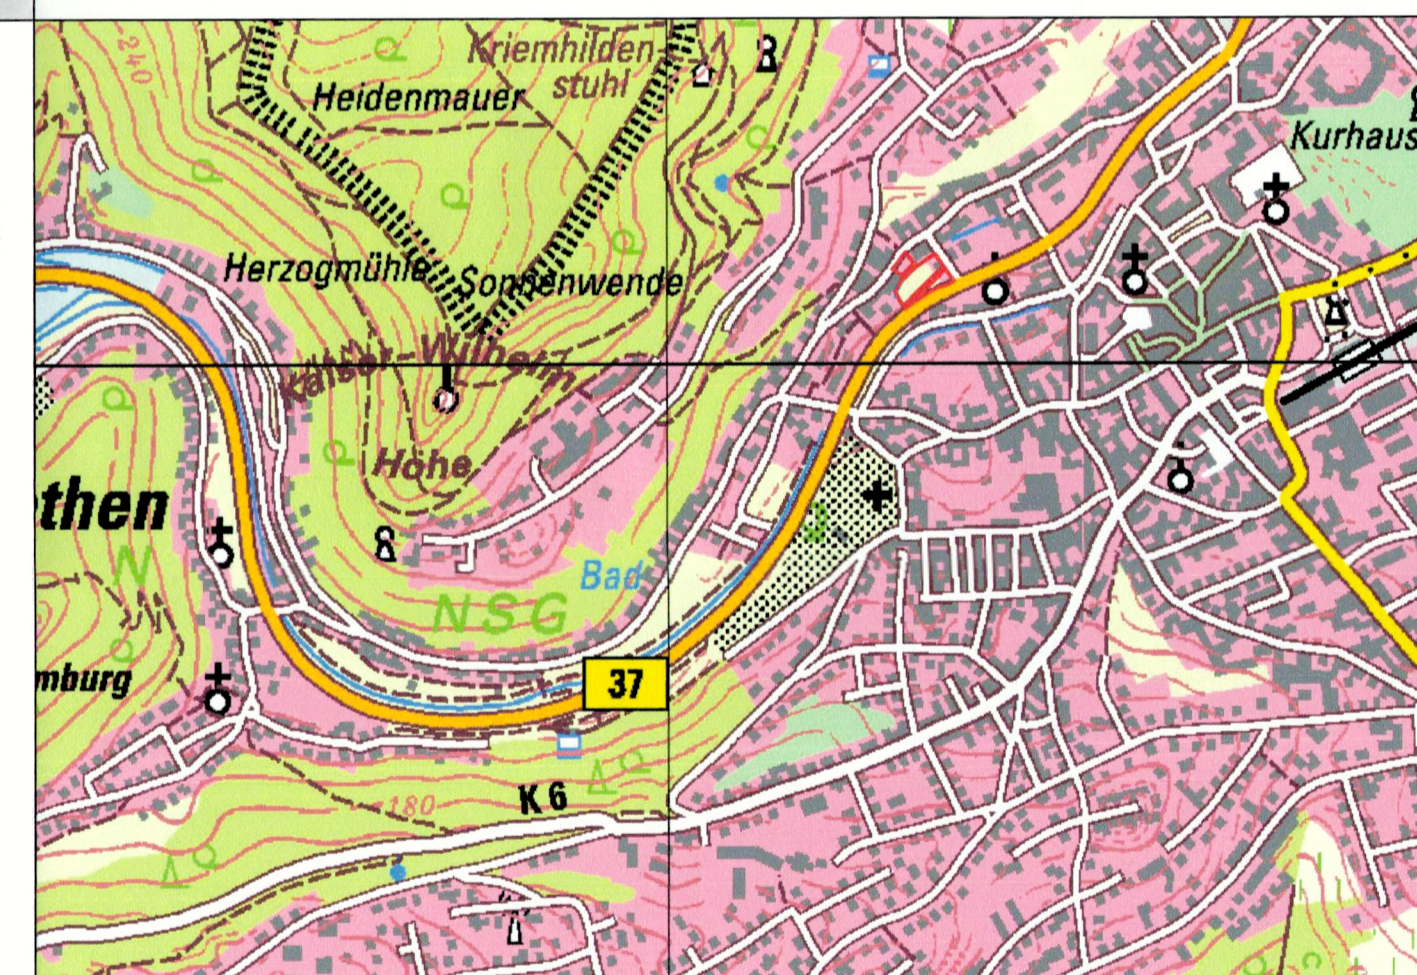 240
Kriemhilden-
stuhl
Heidenmauer
Kurhaus
Herzogmühle
Sonnenwende
Kaiser-Wilhelm
Höhe
then
N
Bad
NSG
mburg
37
K 6
180